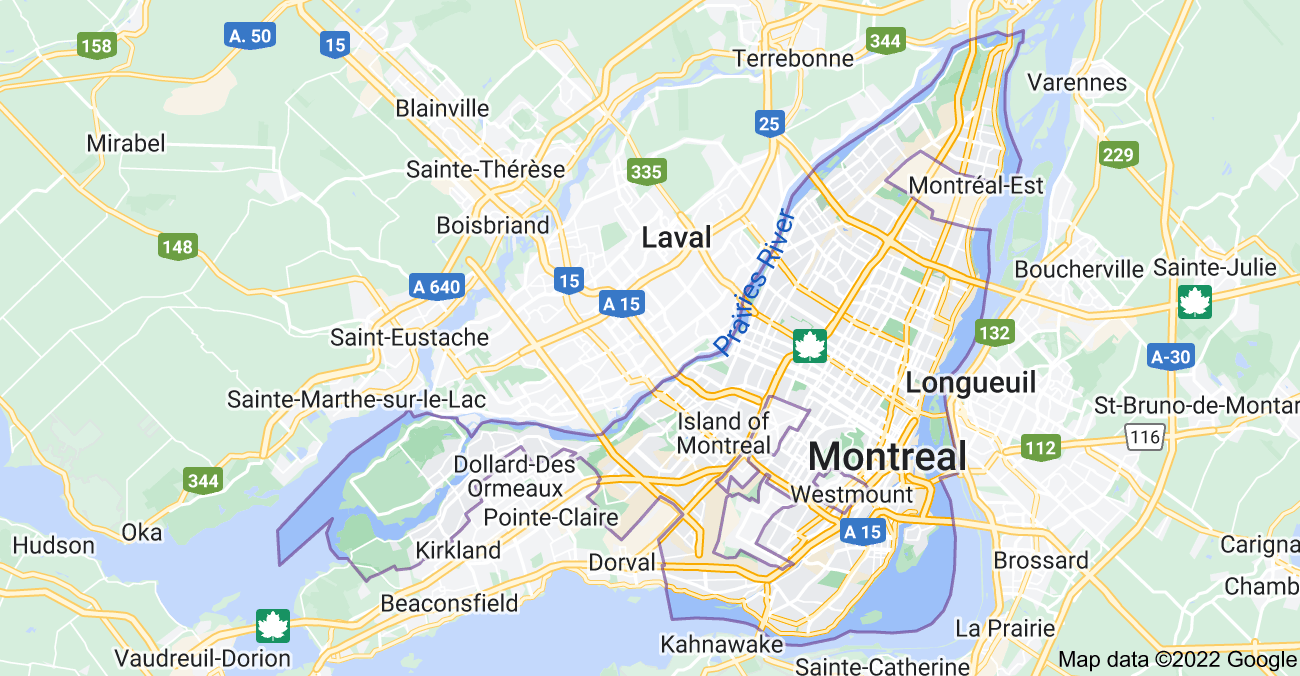 A. 50
344
158
15
Terrebonne
Varennes
Blainville
25
Mirabel
229
Sainte-Thérèse
335
Montréal-Est
Boisbriand
Laval
148
Prairies River
Boucherville
Sainte-Julie
15
A 640
A 15
132
Saint-Eustache
A-30
Longueuil
Sainte-Marthe-sur-le-Lac
St-Bruno-de-Montar
Island of
Montreal
116
112
Montreal
Dollard-Des
Ormeaux
344
Westmount
Pointe-Claire
Oka
A 15
Hudson
Kirkland
Carigna
Dorval
Brossard
Chamb
Beaconsfield
La Prairie
Kahnawake
Vaudreuil-Dorion
Sainte-Catherine
Map data ©2022 Google